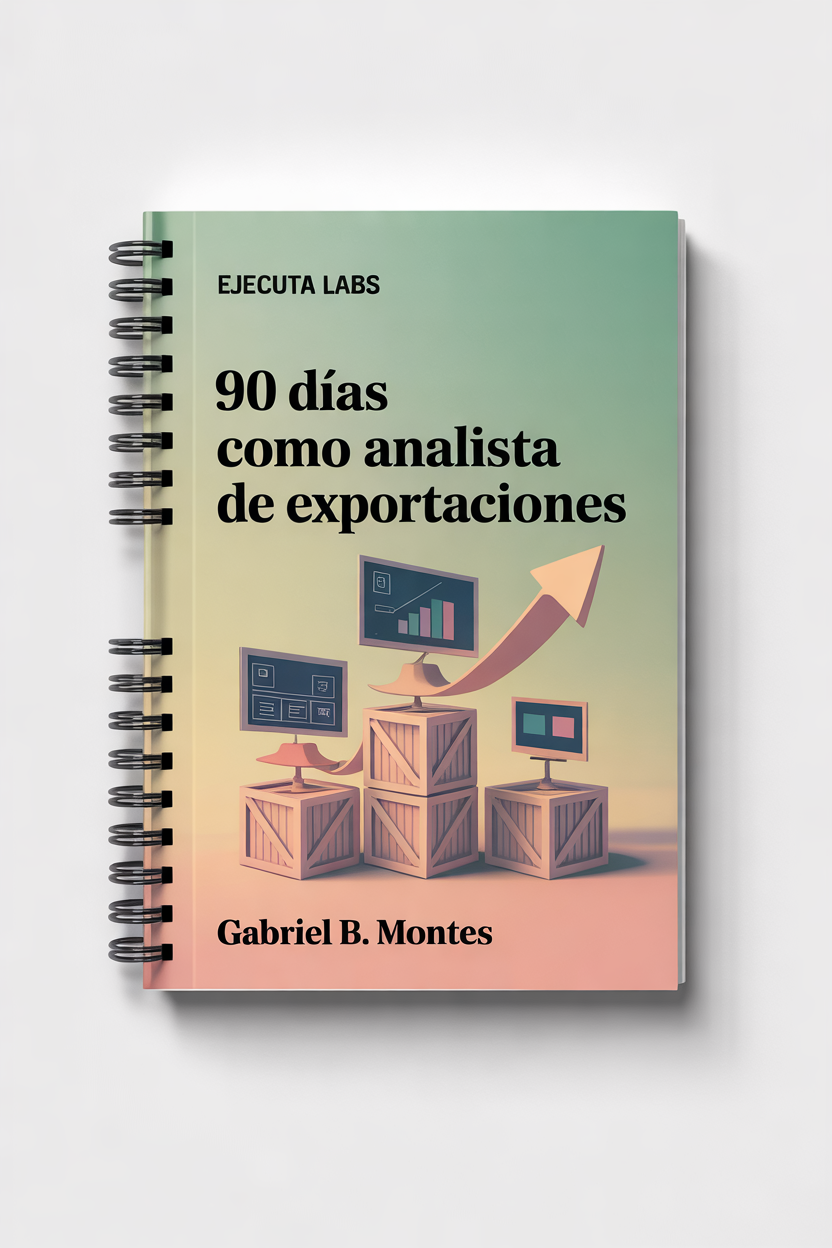 EJECUTA LABS
90 días
como analista
de exportaciones
Gabriel B. Montes